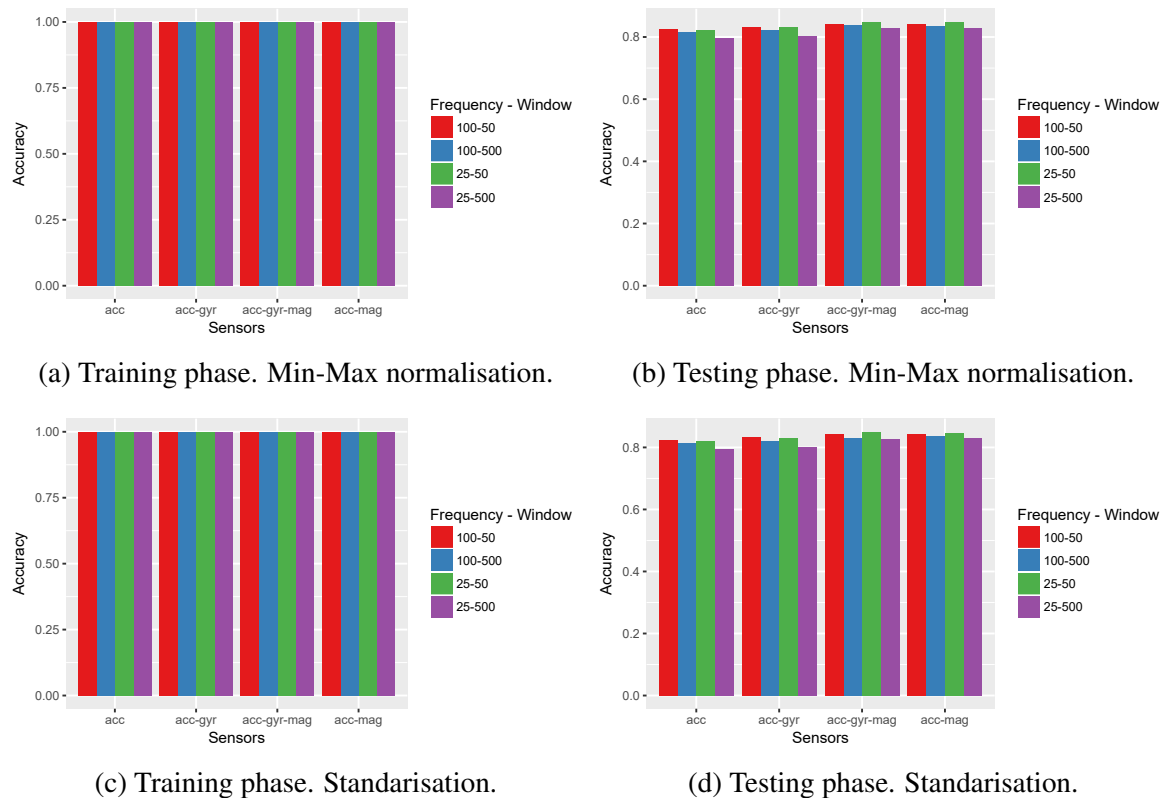 1.00
0.75
0.50
0.25
0.00
Accuracy
acc
acc-gyr
acc-gyr-mag
acc-mag
Sensors
Frequency - Window
100-50
100-500
25-50
25-500
(a) Training phase. Min-Max normalisation.
0.8
0.6
0.4
0.2
0.0
Accuracy
acc
acc-gyr
acc-gyr-mag
acc-mag
Sensors
Frequency - Window
100-50
100-500
25-50
25-500
(b) Testing phase. Min-Max normalisation.
1.00
0.75
0.50
0.25
0.00
Accuracy
acc
acc-gyr
acc-gyr-mag
acc-mag
Sensors
Frequency - Window
100-50
100-500
25-50
25-500
(c) Training phase. Standarisation.
0.8
0.6
0.4
0.2
0.0
Accuracy
acc
acc-gyr
acc-gyr-mag
acc-mag
Sensors
Frequency - Window
100-50
100-500
25-50
25-500
(d) Testing phase. Standarisation.